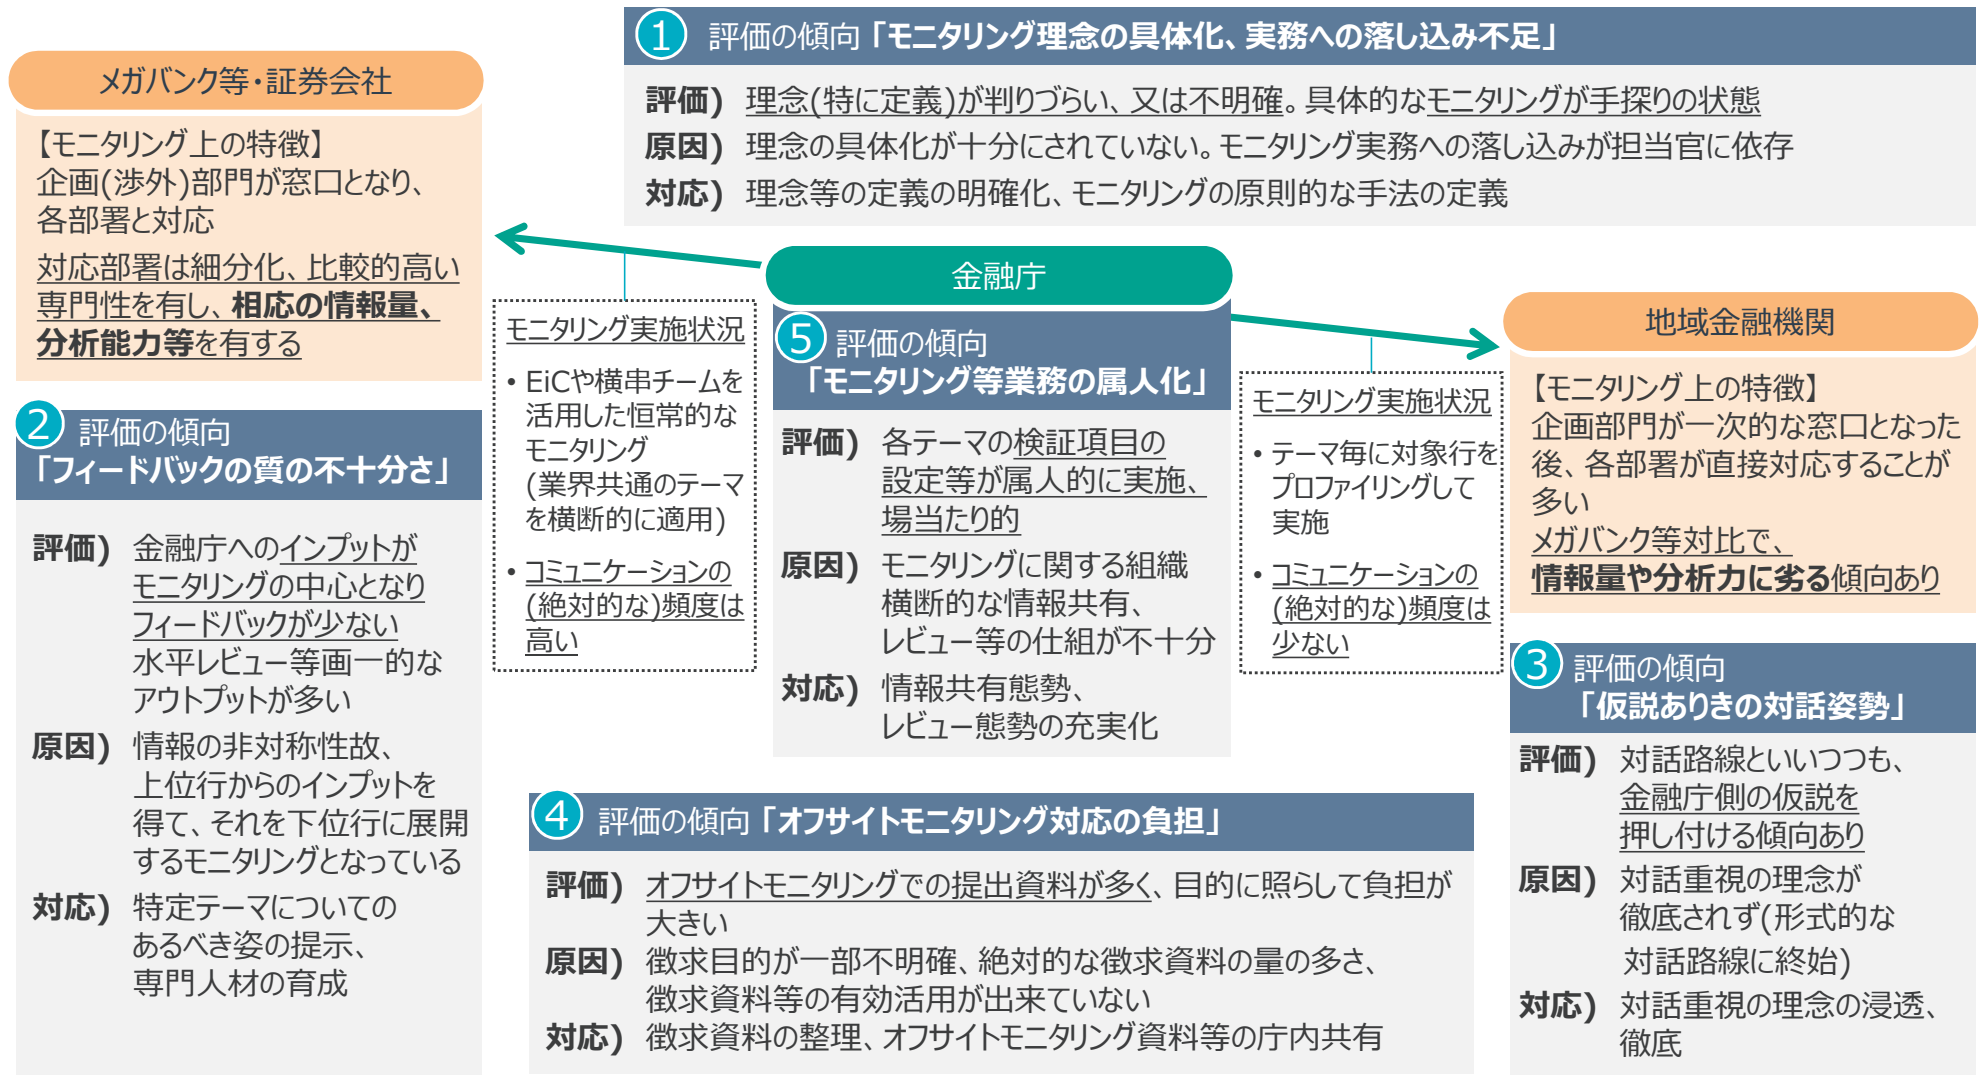 1 評価の傾向「モニタリング理念の具体化、実務への落し込み不足」
評価) 理念(特に定義)が判りづらい、又は不明確。具体的なモニタリングが手探りの状態
原因) 理念の具体化が十分にされていない。モニタリング実務への落し込みが担当官に依存
対応) 理念等の定義の明確化、モニタリングの原則的な手法の定義
メガバンク等・証券会社
【モニタリング上の特徴】
企画(渉外)部門が窓口となり、
各部署と対応
対応部署は細分化、比較的高い
専門性を有し、相応の情報量、
分析能力等を有する
2 評価の傾向
「フィードバックの質の不十分さ」
評価) 金融庁へのインプットが
モニタリングの中心となり
フィードバックが少ない
水平レビュー等画一的な
アウトプットが多い
原因) 情報の非対称性故、
上位行からのインプットを
得て、それを下位行に展開
するモニタリングとなっている
対応) 特定テーマについての
あるべき姿の提示、
専門人材の育成
モニタリング実施状況
• EiCや横串チームを
活用した恒常的な
モニタリング
(業界共通のテーマ
を横断的に適用)
• コミュニケーションの
(絶対的な)頻度は
高い
金融庁
5 評価の傾向
「モニタリング等業務の属人化」
評価) 各テーマの検証項目の
設定等が属人的に実施、
場当たり的
原因) モニタリングに関する組織
横断的な情報共有、
レビュー等の仕組が不十分
対応) 情報共有態勢、
レビュー態勢の充実化
モニタリング実施状況
• テーマ毎に対象行を
プロファイリングして
実施
• コミュニケーションの
(絶対的な)頻度は
少ない
地域金融機関
【モニタリング上の特徴】
企画部門が一次的な窓口となった
後、各部署が直接対応することが
多い
メガバンク等対比で、
情報量や分析力に劣る傾向あり
3 評価の傾向
「仮説ありきの対話姿勢」
評価) 対話路線といいつつも、
金融庁側の仮説を
押し付ける傾向あり
原因) 対話重視の理念が
徹底されず(形式的な
対話路線に終始)
対応) 対話重視の理念の浸透、
徹底
4 評価の傾向「オフサイトモニタリング対応の負担」
評価) オフサイトモニタリングでの提出資料が多く、目的に照らして負担が
大きい
原因) 徴求目的が一部不明確、絶対的な徴求資料の量の多さ、
徴求資料等の有効活用が出来ていない
対応) 徴求資料の整理、オフサイトモニタリング資料等の庁内共有